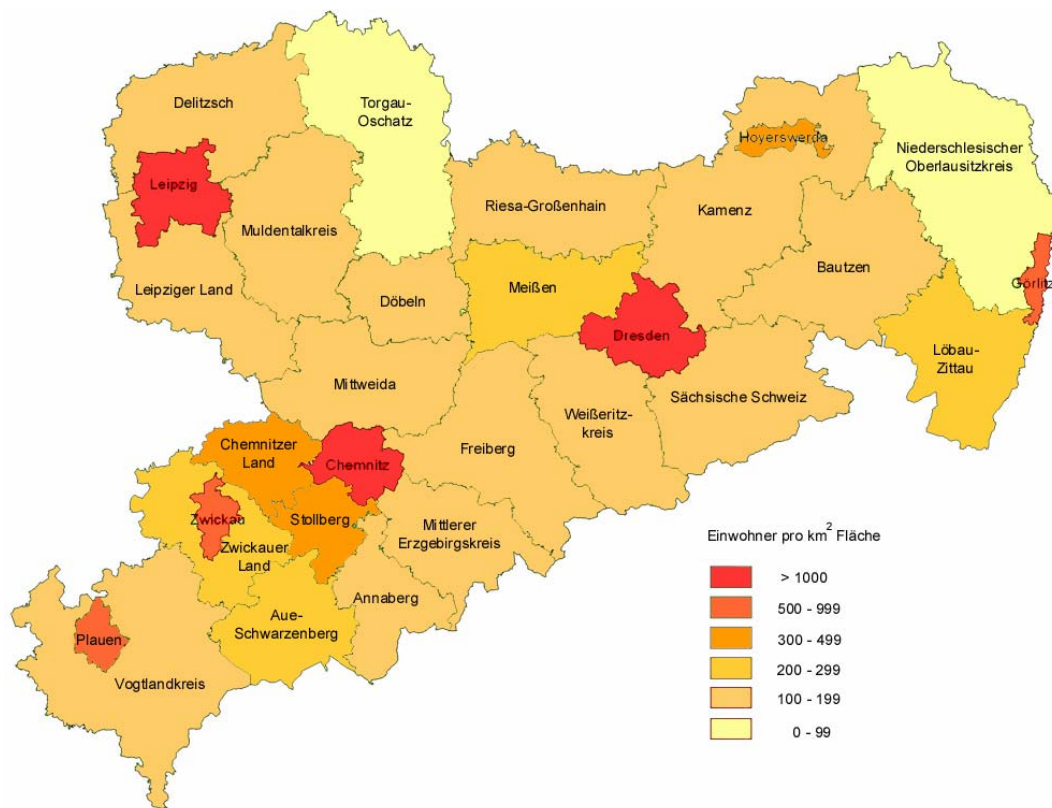 Delitzsch
Torgau-
Oschatz
Hoyerswerda
Niederschlesischer
Oberlausitzkreis
Leipzig
Riesa-Großenhain
Kamenz
Muldentalkreis
Bautzen
Leipziger Land
Döbeln
Meißen
Görlitz
Dresden
Löbau-
Zittau
Mittweida
Sächsische Schweiz
Weißeritz-
kreis
Chemnitzer
Land
Chemnitz
Freiberg
Zwickau
Stollberg
Mittlerer
Erzgebirgskreis
Zwickauer
Land
Annaberg
Aue-
Schwarzenberg
Plauen
Vogtlandkreis
Einwohner pro km² Fläche
> 1000
500 - 999
300 - 499
200 - 299
100 - 199
0 - 99